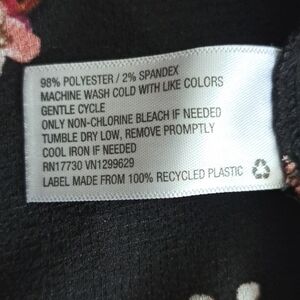 98% POLYESTER / 2% SPANDEX
MACHINE WASH COLD WITH LIKE COLORS
GENTLE CYCLE
ONLY NON-CHLORINE BLEACH IF NEEDED
TUMBLE DRY LOW, REMOVE PROMPTLY
COOL IRON IF NEEDED
RN17730 VN1299629
LABEL MADE FROM 100% RECYCLED PLASTIC